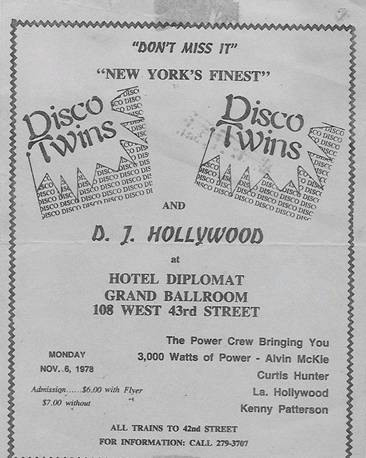 "DON'T MISS IT"
"NEW YORK'S FINEST"
Disco
Twins
Disco
Twins
AND
D. J. HOLLYWOOD
at
HOTEL DIPLOMAT
GRAND BALLROOM
108 WEST 43rd STREET
The Power Crew Bringing You
3,000 Watts of Power - Alvin McKie
Curtis Hunter
La. Hollywood
Kenny Patterson
MONDAY
NOV. 6, 1978
Admission.....$6.00 with Flyer
$7.00 without
ALL TRAINS TO 42nd STREET
FOR INFORMATION: CALL 279-3707